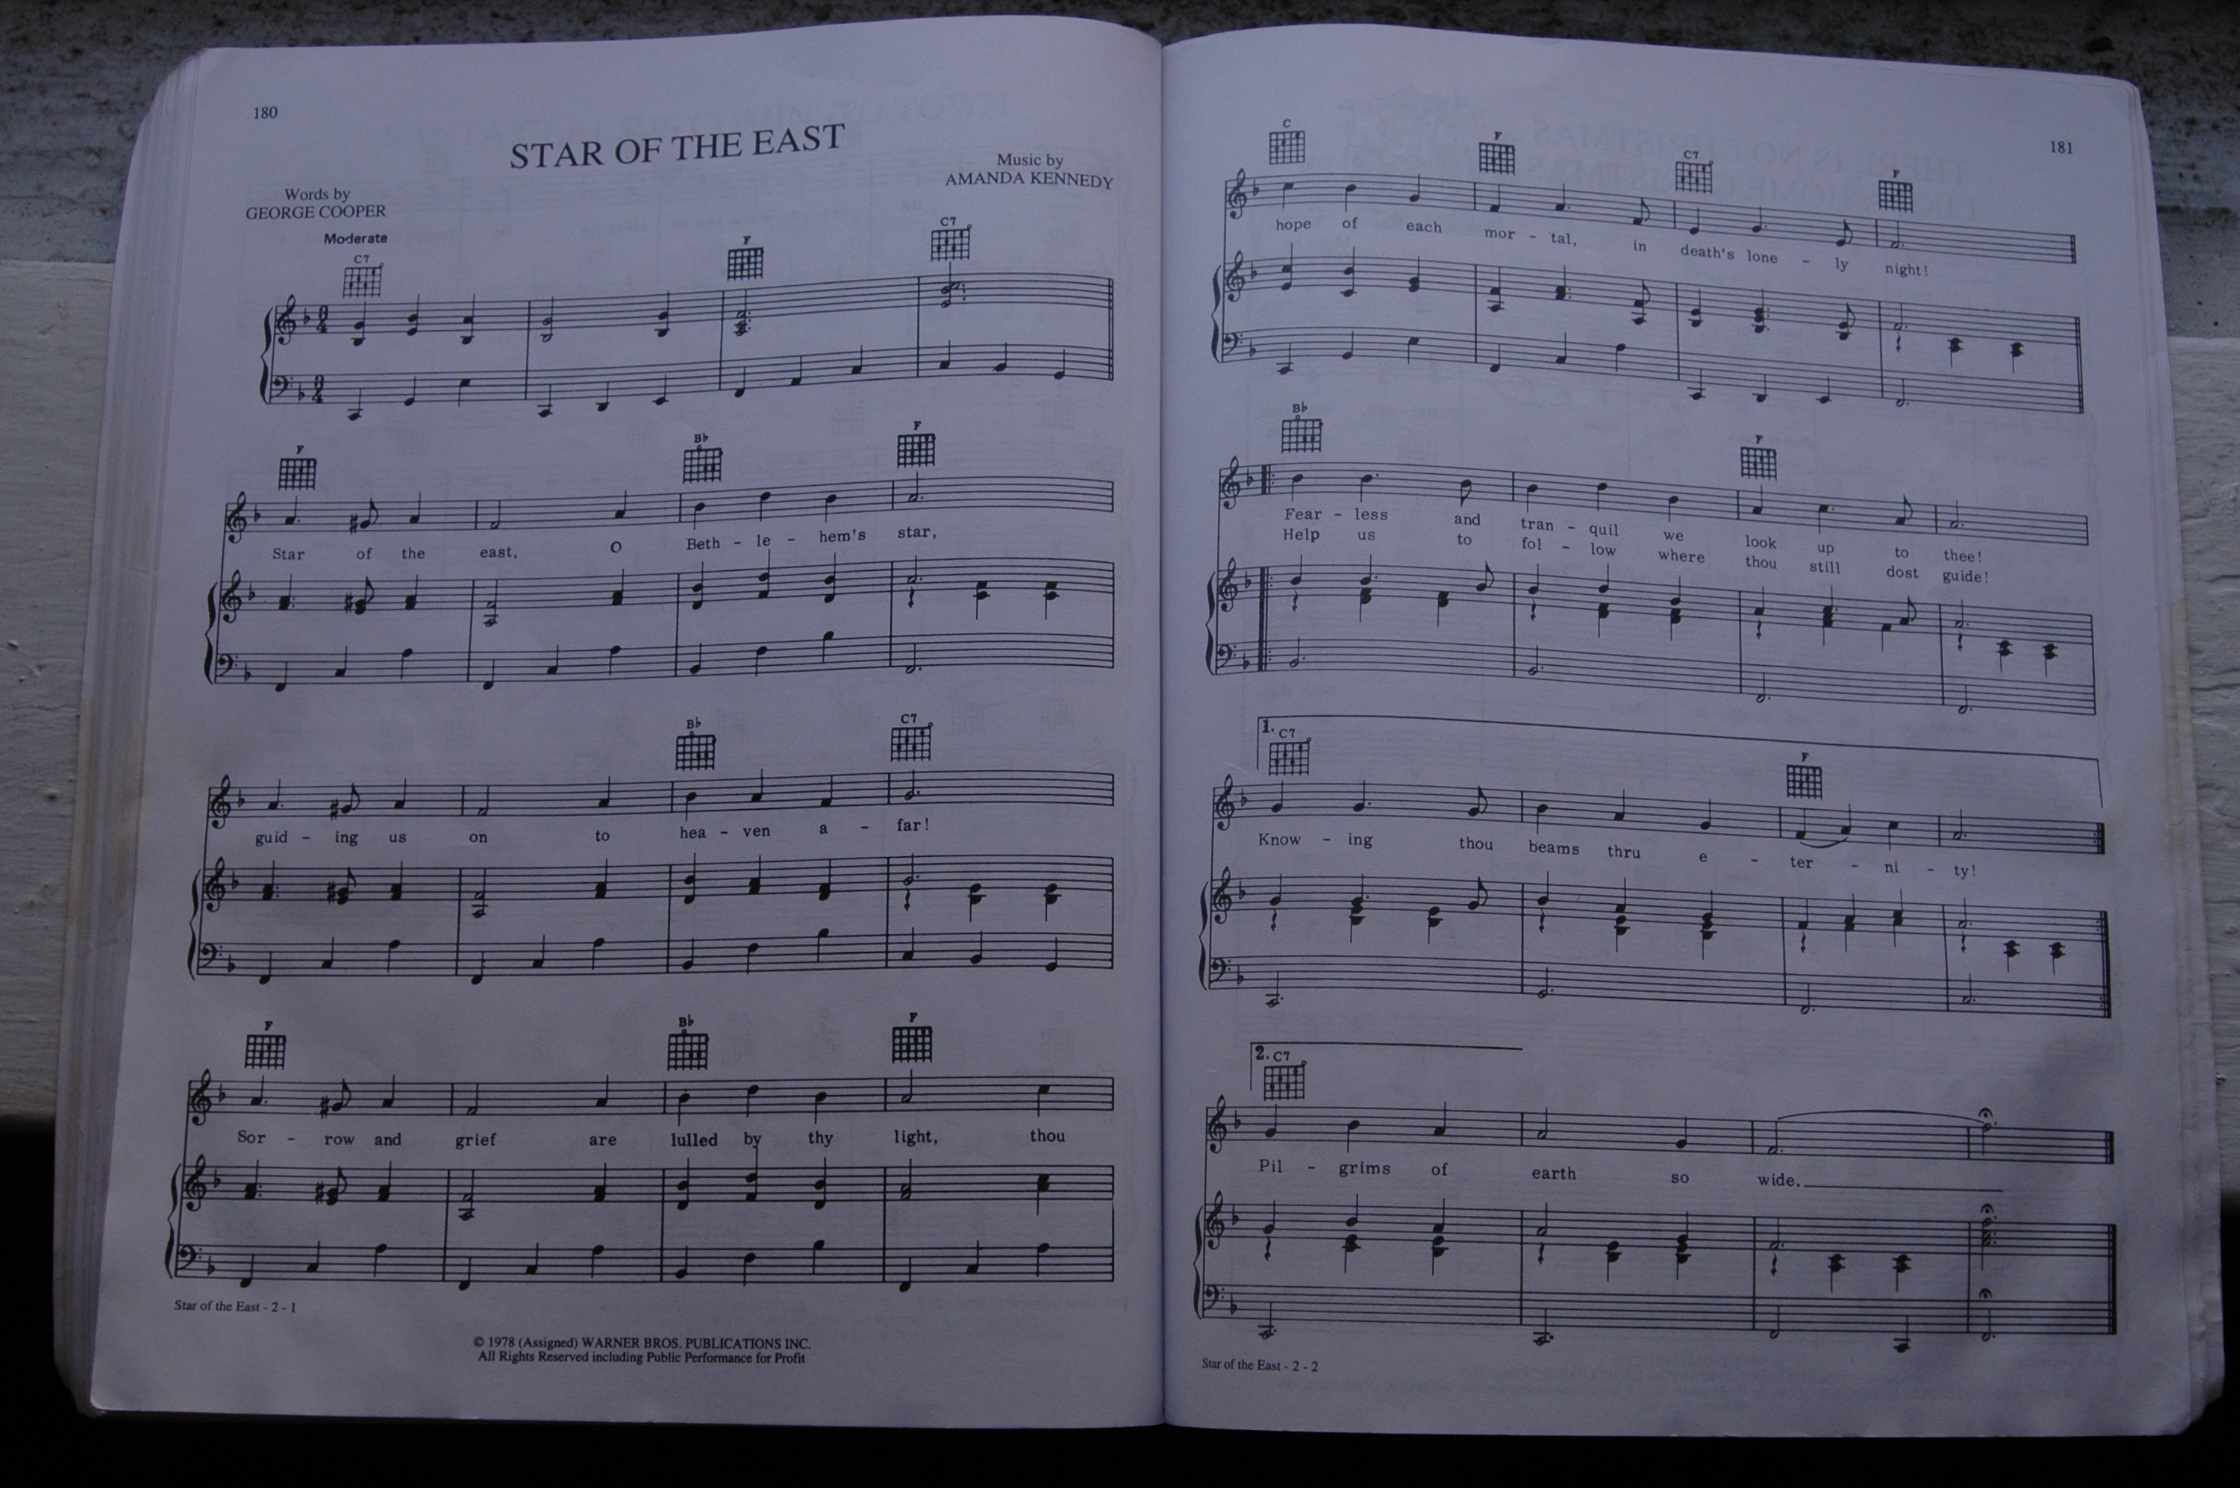 180
STAR OF THE EAST
Words by
GEORGE COOPER
Music by
AMANDA KENNEDY
Moderate
C7 F C7
F Bb F
Star of the east, O Beth - le - hem's star,
Bb C7
guid - ing us on to hea - ven a - far!
F Bb F
Sor - row and grief are lulled by thy light, thou
Star of the East - 2 - 1
© 1978 (Assigned) WARNER BROS. PUBLICATIONS INC.
All Rights Reserved including Public Performance for Profit
181
C F C7 F
hope of each mor - tal, in death's lone - ly night!
Bb F
Fear - less and tran - quil we look up to thee!
Help us to fol - low where thou still dost guide!
1. C7 F
Know - ing thou beams thru e - ter - ni - ty!
2. C7
Pil - grims of earth so wide.
Star of the East - 2 - 2